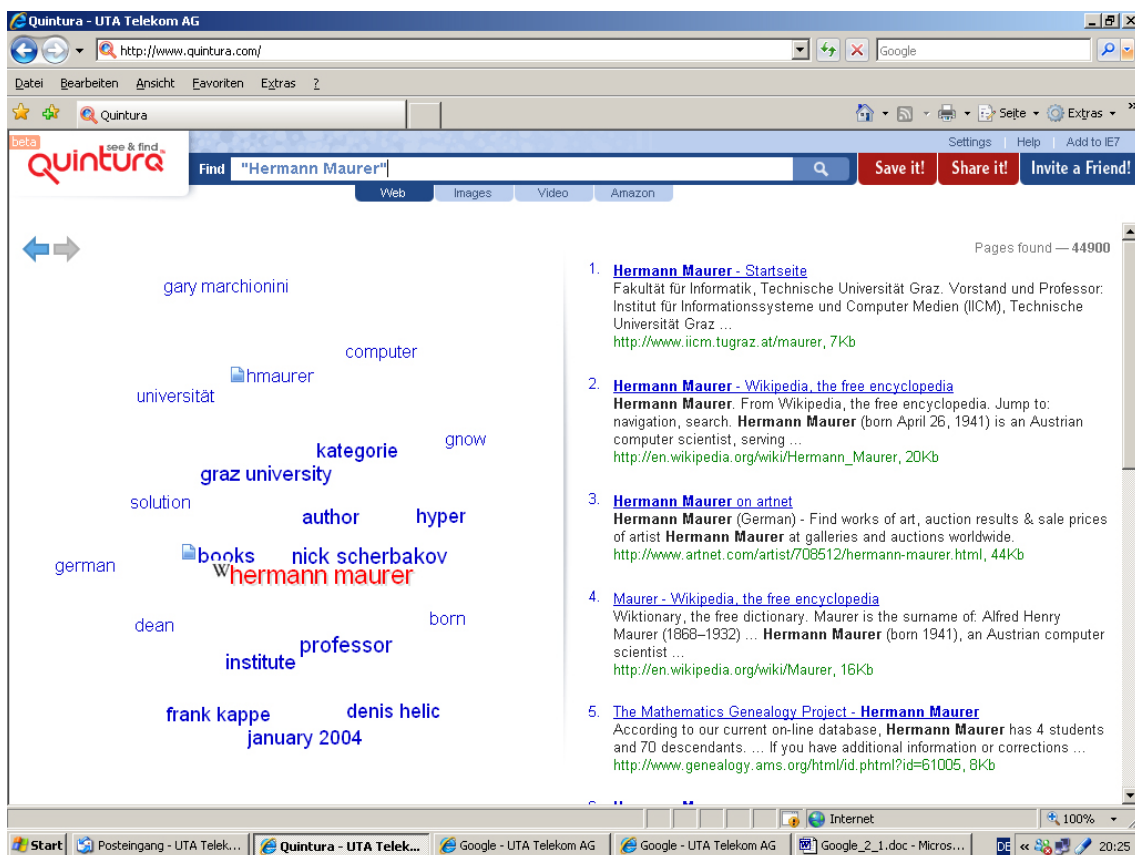 Quintura - UTA Telekom AG
http://www.quintura.com/ Google
Datei Bearbeiten Ansicht Favoriten Extras ?
Quintura Seite Extras
beta see & find Settings Help Add to IE7
Quintura™ Find "Hermann Maurer" Save it! Share it! Invite a Friend!
Web Images Video Amazon
Pages found — 44900
gary marchionini
computer
hmaurer
universität
gnow
kategorie
graz university
solution
author hyper
books nick scherbakov
german W hermann maurer
dean born
professor
institute
frank kappe denis helic
january 2004
1. Hermann Maurer - Startseite
Fakultät für Informatik, Technische Universität Graz. Vorstand und Professor:
Institut für Informationssysteme und Computer Medien (IICM), Technische
Universität Graz ...
http://www.iicm.tugraz.at/maurer, 7Kb
2. Hermann Maurer - Wikipedia, the free encyclopedia
Hermann Maurer. From Wikipedia, the free encyclopedia. Jump to:
navigation, search. Hermann Maurer (born April 26, 1941) is an Austrian
computer scientist, serving ...
http://en.wikipedia.org/wiki/Hermann_Maurer, 20Kb
3. Hermann Maurer on artnet
Hermann Maurer (German) - Find works of art, auction results & sale prices
of artist Hermann Maurer at galleries and auctions worldwide.
http://www.artnet.com/artist/708512/hermann-maurer.html, 44Kb
4. Maurer - Wikipedia, the free encyclopedia
Wiktionary, the free dictionary. Maurer is the surname of: Alfred Henry
Maurer (1868–1932) ... Hermann Maurer (born 1941), an Austrian computer
scientist ...
http://en.wikipedia.org/wiki/Maurer, 16Kb
5. The Mathematics Genealogy Project - Hermann Maurer
According to our current on-line database, Hermann Maurer has 4 students
and 70 descendants. ... If you have additional information or corrections ...
http://www.genealogy.ams.org/html/id.phtml?id=61005, 8Kb
Internet 100%
Start Posteingang - UTA Telek... Quintura - UTA Telek... Google - UTA Telekom AG Google - UTA Telekom AG Google_2_1.doc - Micros... DE « 20:25